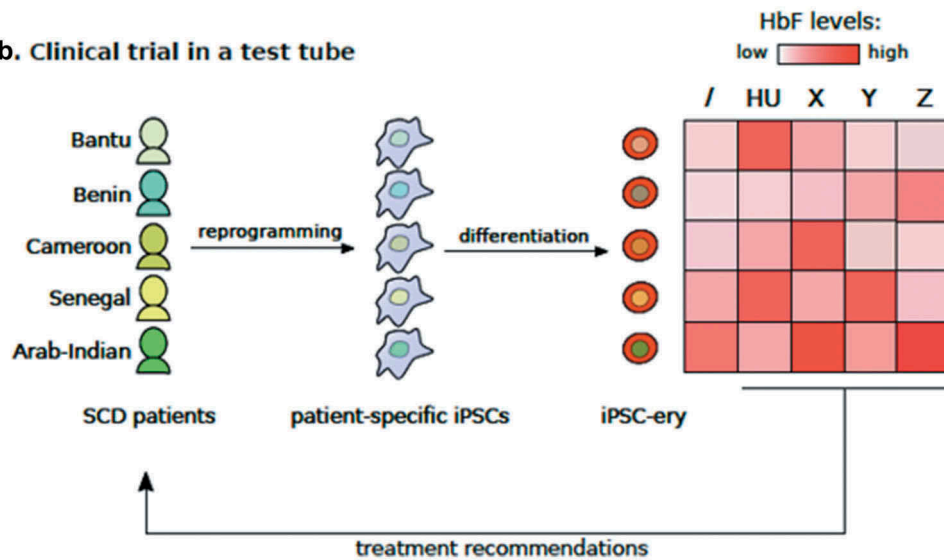 b. Clinical trial in a test tube
HbF levels:
low high
/ HU X Y Z
Bantu
Benin
Cameroon
Senegal
Arab-Indian
reprogramming
differentiation
SCD patients
patient-specific iPSCs
iPSC-ery
treatment recommendations